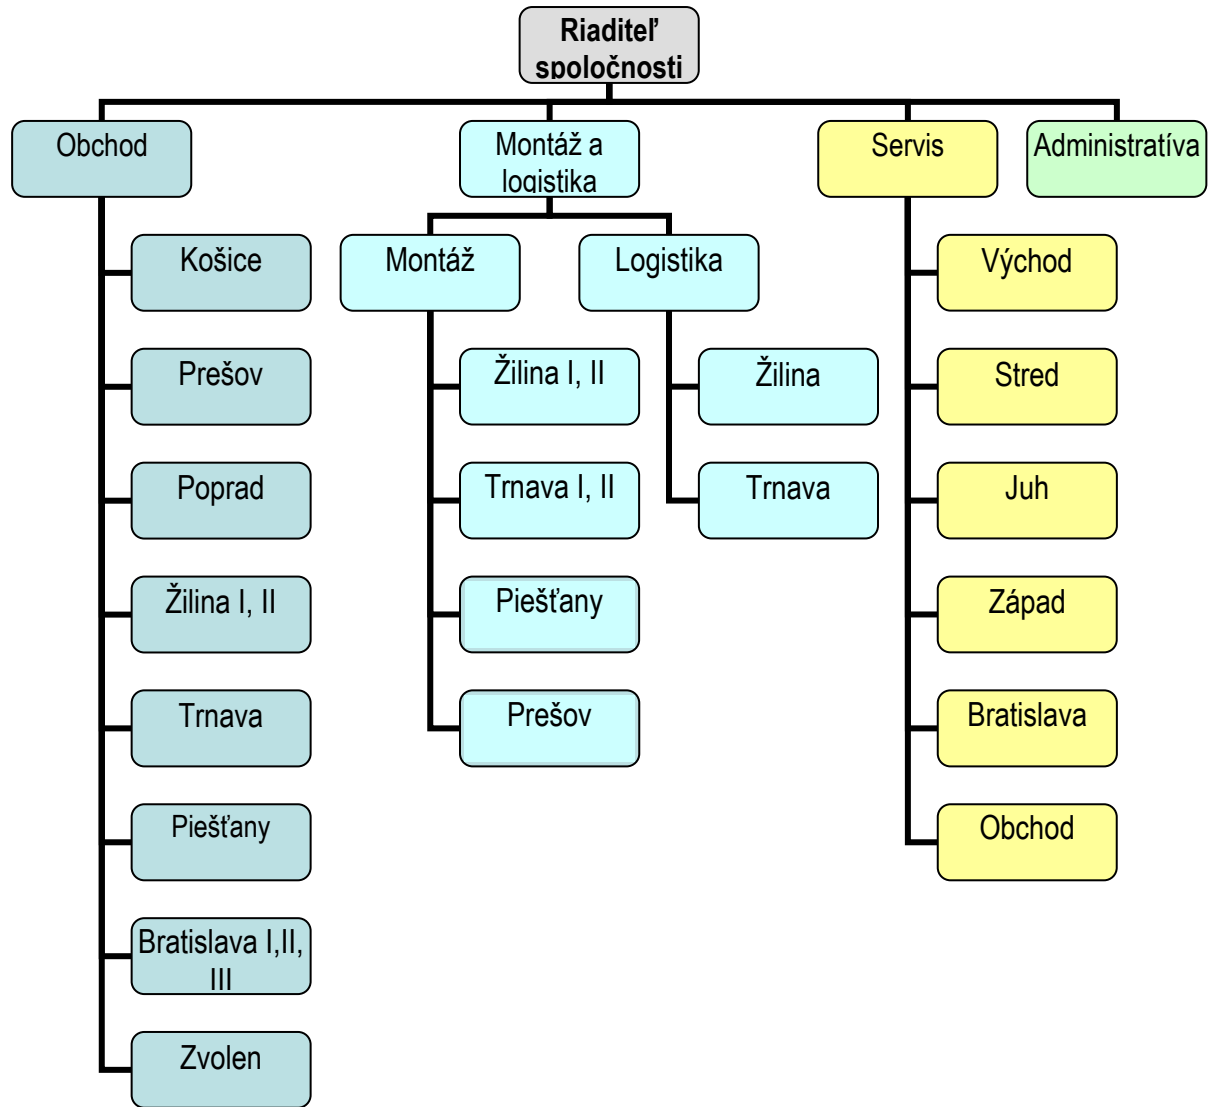 Riaditeľ
spoločnosti
Obchod
Montáž a
logistika
Servis
Administratíva
Košice
Montáž
Logistika
Východ
Prešov
Žilina I, II
Žilina
Stred
Poprad
Trnava I, II
Trnava
Juh
Žilina I, II
Piešťany
Západ
Trnava
Prešov
Bratislava
Piešťany
Obchod
Bratislava I,II,
III
Zvolen